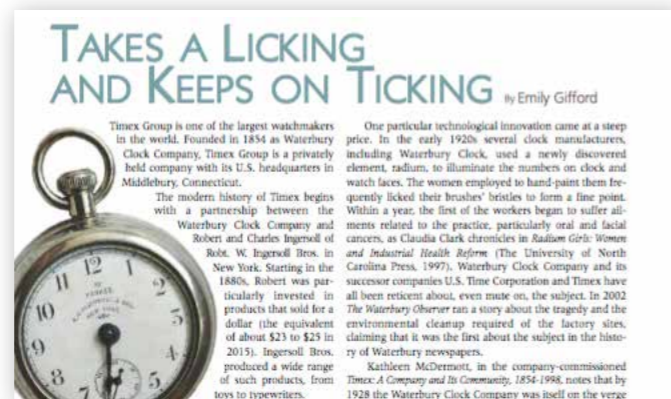 TAKES A LICKING
AND KEEPS ON TICKING By Emily Gifford
Timex Group is one of the largest watchmakers
in the world. Founded in 1854 as Waterbury
Clock Company, Timex Group is a privately
held company with its U.S. headquarters in
Middlebury, Connecticut.
The modern history of Timex begins
with a partnership between the
Waterbury Clock Company and
Robert and Charles Ingersoll of
Robt. W. Ingersoll Bros. in
New York. Starting in the
1880s, Robert was par-
ticularly invested in
products that sold for a
dollar (the equivalent
of about $23 to $25 in
2015). Ingersoll Bros.
produced a wide range
of such products, from
toys to typewriters.
One particular technological innovation came at a steep
price. In the early 1920s several clock manufacturers,
including Waterbury Clock, used a newly discovered
element, radium, to illuminate the numbers on clock and
watch faces. The women employed to hand-paint them fre-
quently licked their brushes' bristles to form a fine point.
Within a year, the first of the workers began to suffer ail-
ments related to the practice, particularly oral and facial
cancers, as Claudia Clark chronicles in Radium Girls: Women
and Industrial Health Reform (The University of North
Carolina Press, 1997). Waterbury Clock Company and its
successor companies U.S. Time Corporation and Timex have
all been reticent about, even mute on, the subject. In 2002
The Waterbury Observer ran a story about the tragedy and the
environmental cleanup required of the factory sites,
claiming that it was the first about the subject in the histo-
ry of Waterbury newspapers.
Kathleen McDermott, in the company-commissioned
Timex: A Company and Its Community, 1854-1998, notes that by
1928 the Waterbury Clock Company was itself on the verge
11 12 1
10
9
8
7 5